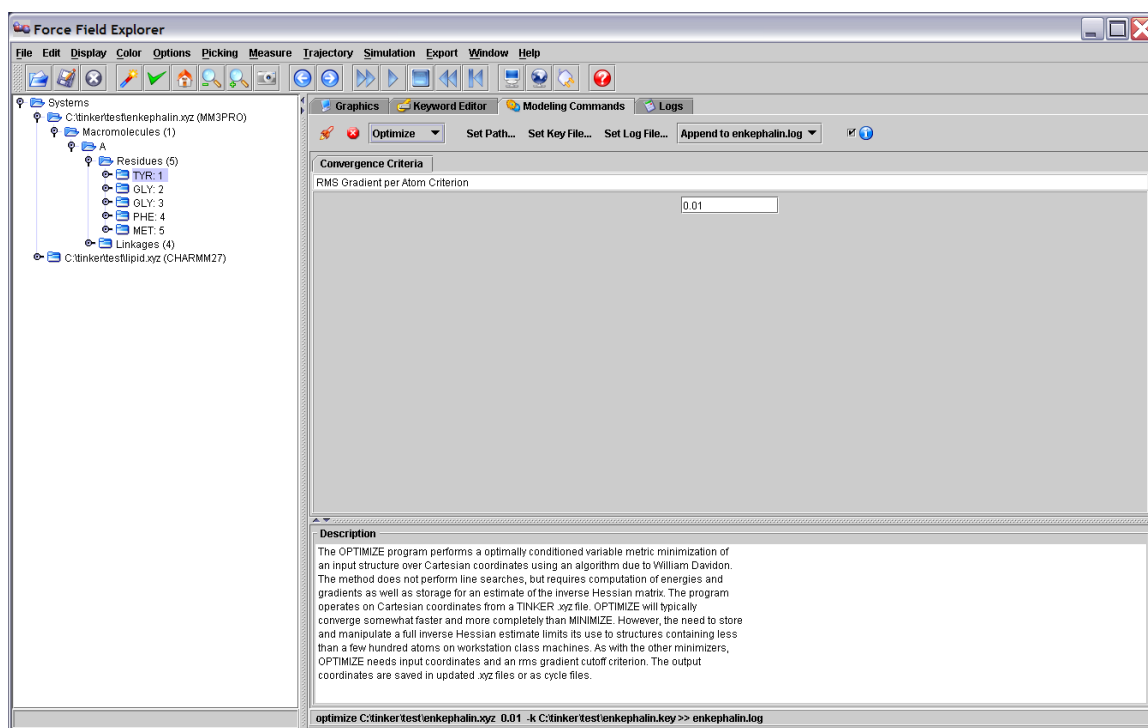 Force Field Explorer
File Edit Display Color Options Picking Measure Trajectory Simulation Export Window Help
Systems
C:\tinker\test\enkephalin.xyz (MM3PRO)
Macromolecules (1)
A
Residues (5)
TYR: 1
GLY: 2
GLY: 3
PHE: 4
MET: 5
Linkages (4)
C:\tinker\test\lipid.xyz (CHARMM27)
Graphics Keyword Editor Modeling Commands Logs
Optimize Set Path... Set Key File... Set Log File... Append to enkephalin.log
Convergence Criteria
RMS Gradient per Atom Criterion
0.01
Description
The OPTIMIZE program performs a optimally conditioned variable metric minimization of
an input structure over Cartesian coordinates using an algorithm due to William Davidon.
The method does not perform line searches, but requires computation of energies and
gradients as well as storage for an estimate of the inverse Hessian matrix. The program
operates on Cartesian coordinates from a TINKER .xyz file. OPTIMIZE will typically
converge somewhat faster and more completely than MINIMIZE. However, the need to store
and manipulate a full inverse Hessian estimate limits its use to structures containing less
than a few hundred atoms on workstation class machines. As with the other minimizers,
OPTIMIZE needs input coordinates and an rms gradient cutoff criterion. The output
coordinates are saved in updated .xyz files or as cycle files.
optimize C:\tinker\test\enkephalin.xyz 0.01 -k C:\tinker\test\enkephalin.key >> enkephalin.log